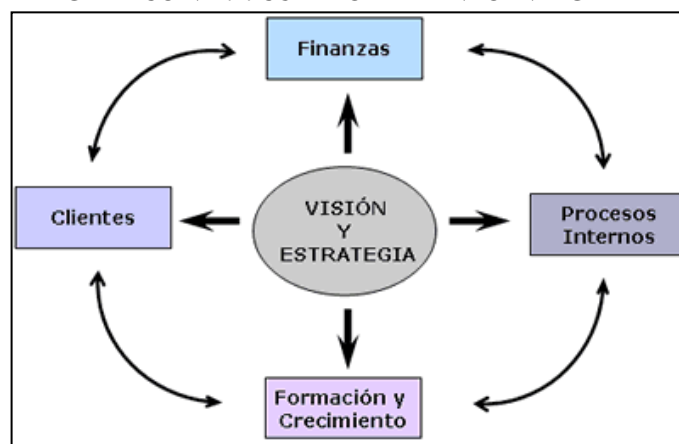 Finanzas
Clientes
VISIÓN
Y
ESTRATEGIA
Procesos
Internos
Formación y
Crecimiento